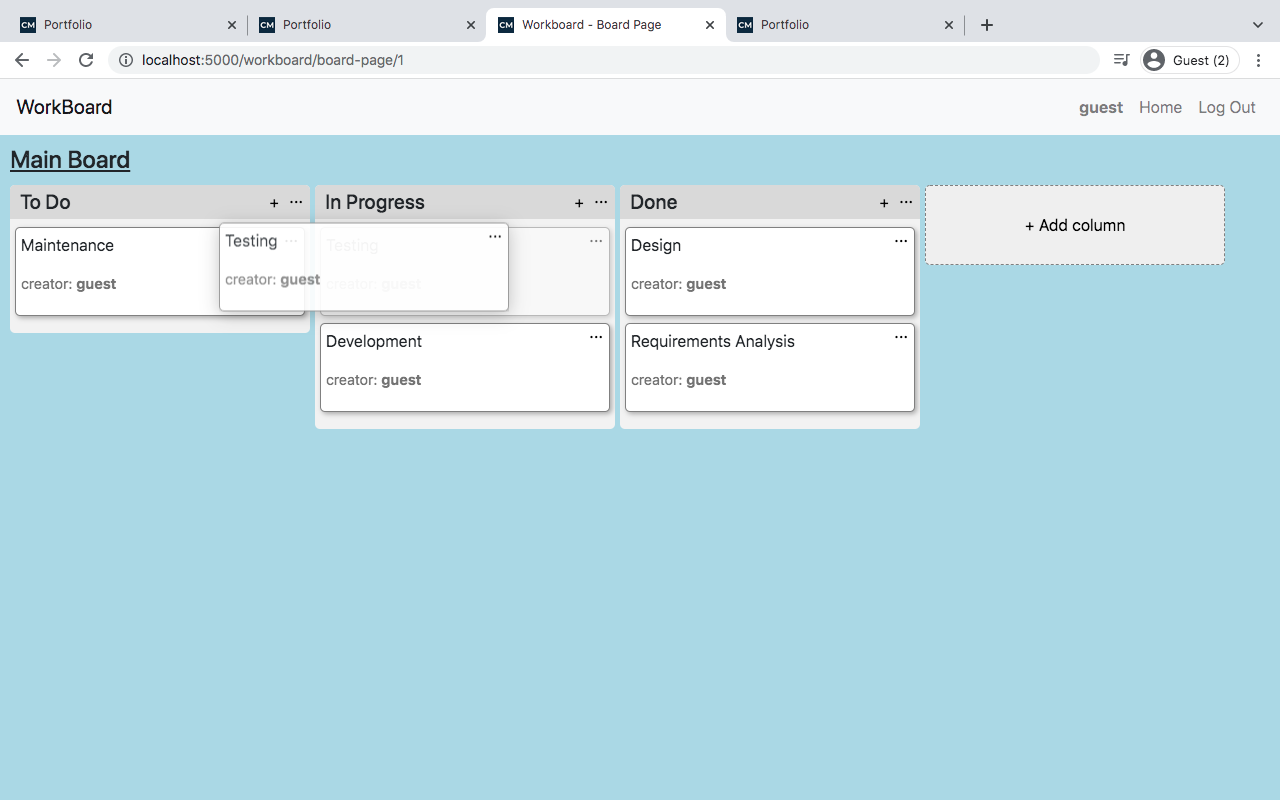 CM Portfolio
CM Portfolio
CM Workboard - Board Page
CM Portfolio
localhost:5000/workboard/board-page/1
Guest (2)
WorkBoard
guest Home Log Out
Main Board
To Do + ...
Maintenance ...
creator: guest
Testing ...
creator: guest
In Progress + ...
Testing ...
creator: guest
Development ...
creator: guest
Done + ...
Design ...
creator: guest
Requirements Analysis ...
creator: guest
+ Add column